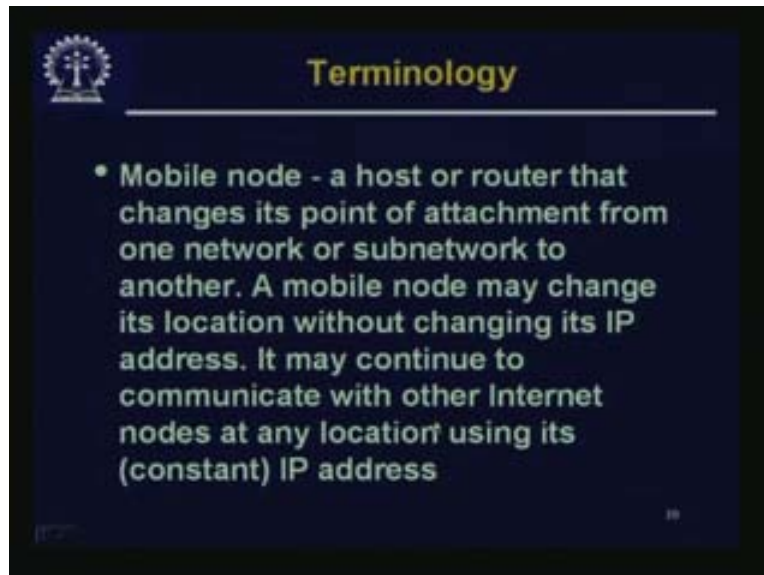 Terminology
• Mobile node - a host or router that
changes its point of attachment from
one network or subnetwork to
another. A mobile node may change
its location without changing its IP
address. It may continue to
communicate with other Internet
nodes at any location using its
(constant) IP address